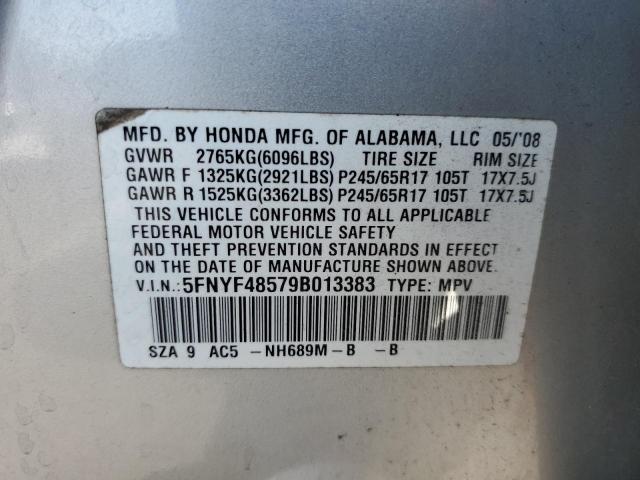 MFD. BY HONDA MFG. OF ALABAMA, LLC 05/'08
GVWR 2765KG(6096LBS) TIRE SIZE RIM SIZE
GAWR F 1325KG(2921LBS) P245/65R17 105T 17X7.5J
GAWR R 1525KG(3362LBS) P245/65R17 105T 17X7.5J
THIS VEHICLE CONFORMS TO ALL APPLICABLE
FEDERAL MOTOR VEHICLE SAFETY
AND THEFT PREVENTION STANDARDS IN EFFECT
ON THE DATE OF MANUFACTURE SHOWN ABOVE.
V.I.N.:5FNYF48579B013383 TYPE: MPV
SZA 9 AC5 -NH689M-B -B